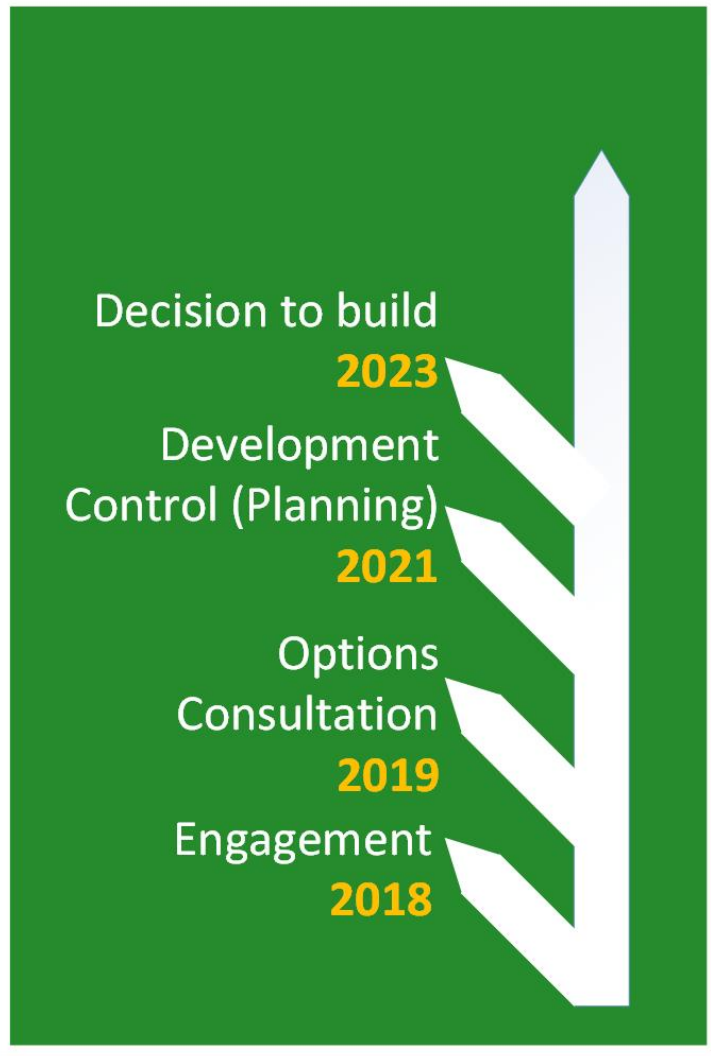 Decision to build
2023
Development
Control (Planning)
2021
Options
Consultation
2019
Engagement
2018